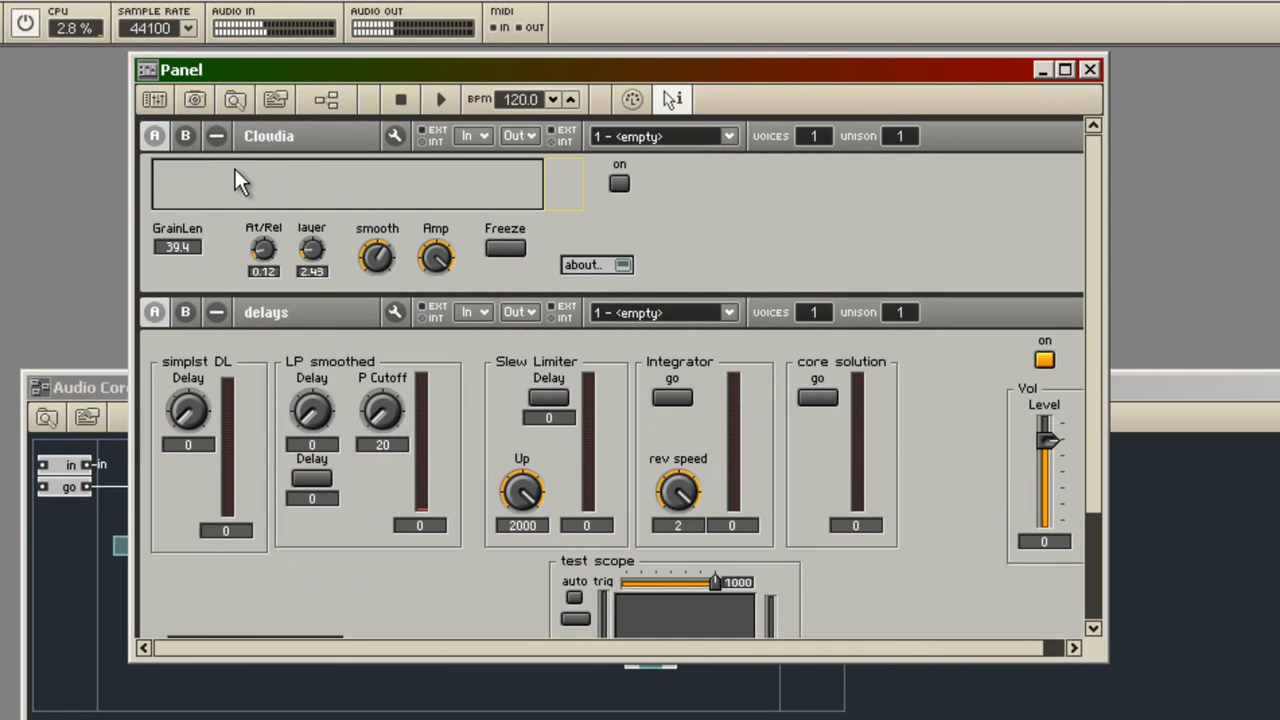 CPU
2.8 %
SAMPLE RATE
44100
AUDIO IN
AUDIO OUT
MIDI
IN OUT
Panel
BPM 120.0
A B Cloudia EXT INT In Out EXT INT 1 - <empty> VOICES 1 UNISON 1
on
GrainLen At/Rel layer smooth Amp Freeze
39.4
0.12 2.43
about..
A B delays EXT INT In Out EXT INT 1 - <empty> VOICES 1 UNISON 1
on
simplst DL LP smoothed Slew Limiter Integrator core solution
Delay Delay P Cutoff Delay go go
Vol
Level
0 0 20 0
Delay Up rev speed
0
2000 0 2 0 0
0 0
0
test scope
auto trig 1000
Audio Cor
in in
go